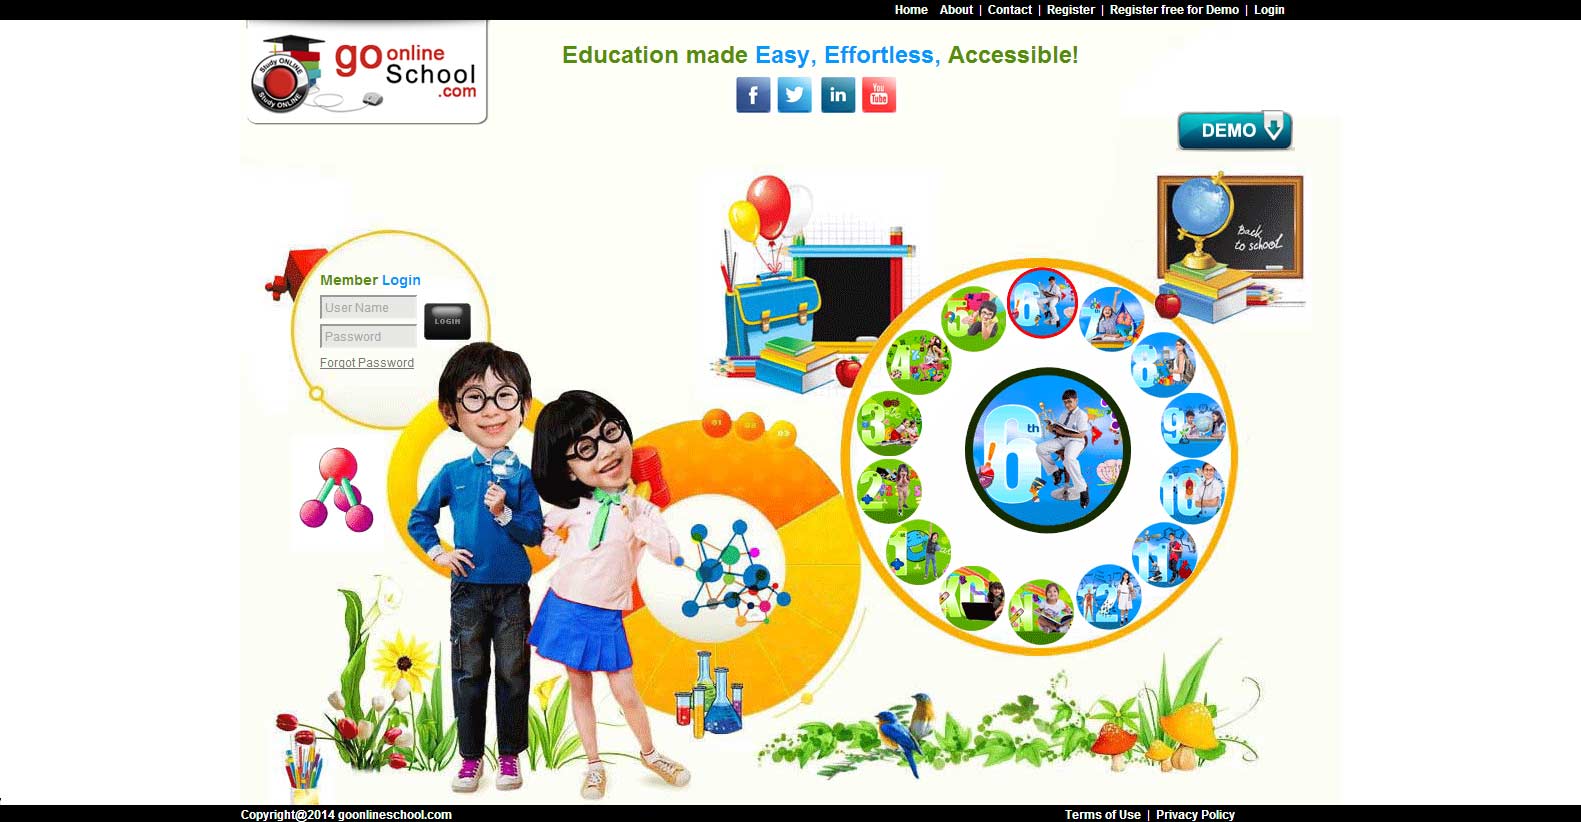 Home About | Contact | Register | Register free for Demo | Login
Study ONLINE
Study ONLINE
go online
School
.com
Education made Easy, Effortless, Accessible!
f
in
You
Tube
DEMO
Back
to school
Member Login
User Name
LOGIN
Password
Forgot Password
01
02
03
5
6
7th
4
8
3
9
6th
2
10
1st
11
KG
N
12
Copyright@2014 goonlineschool.com
Terms of Use | Privacy Policy